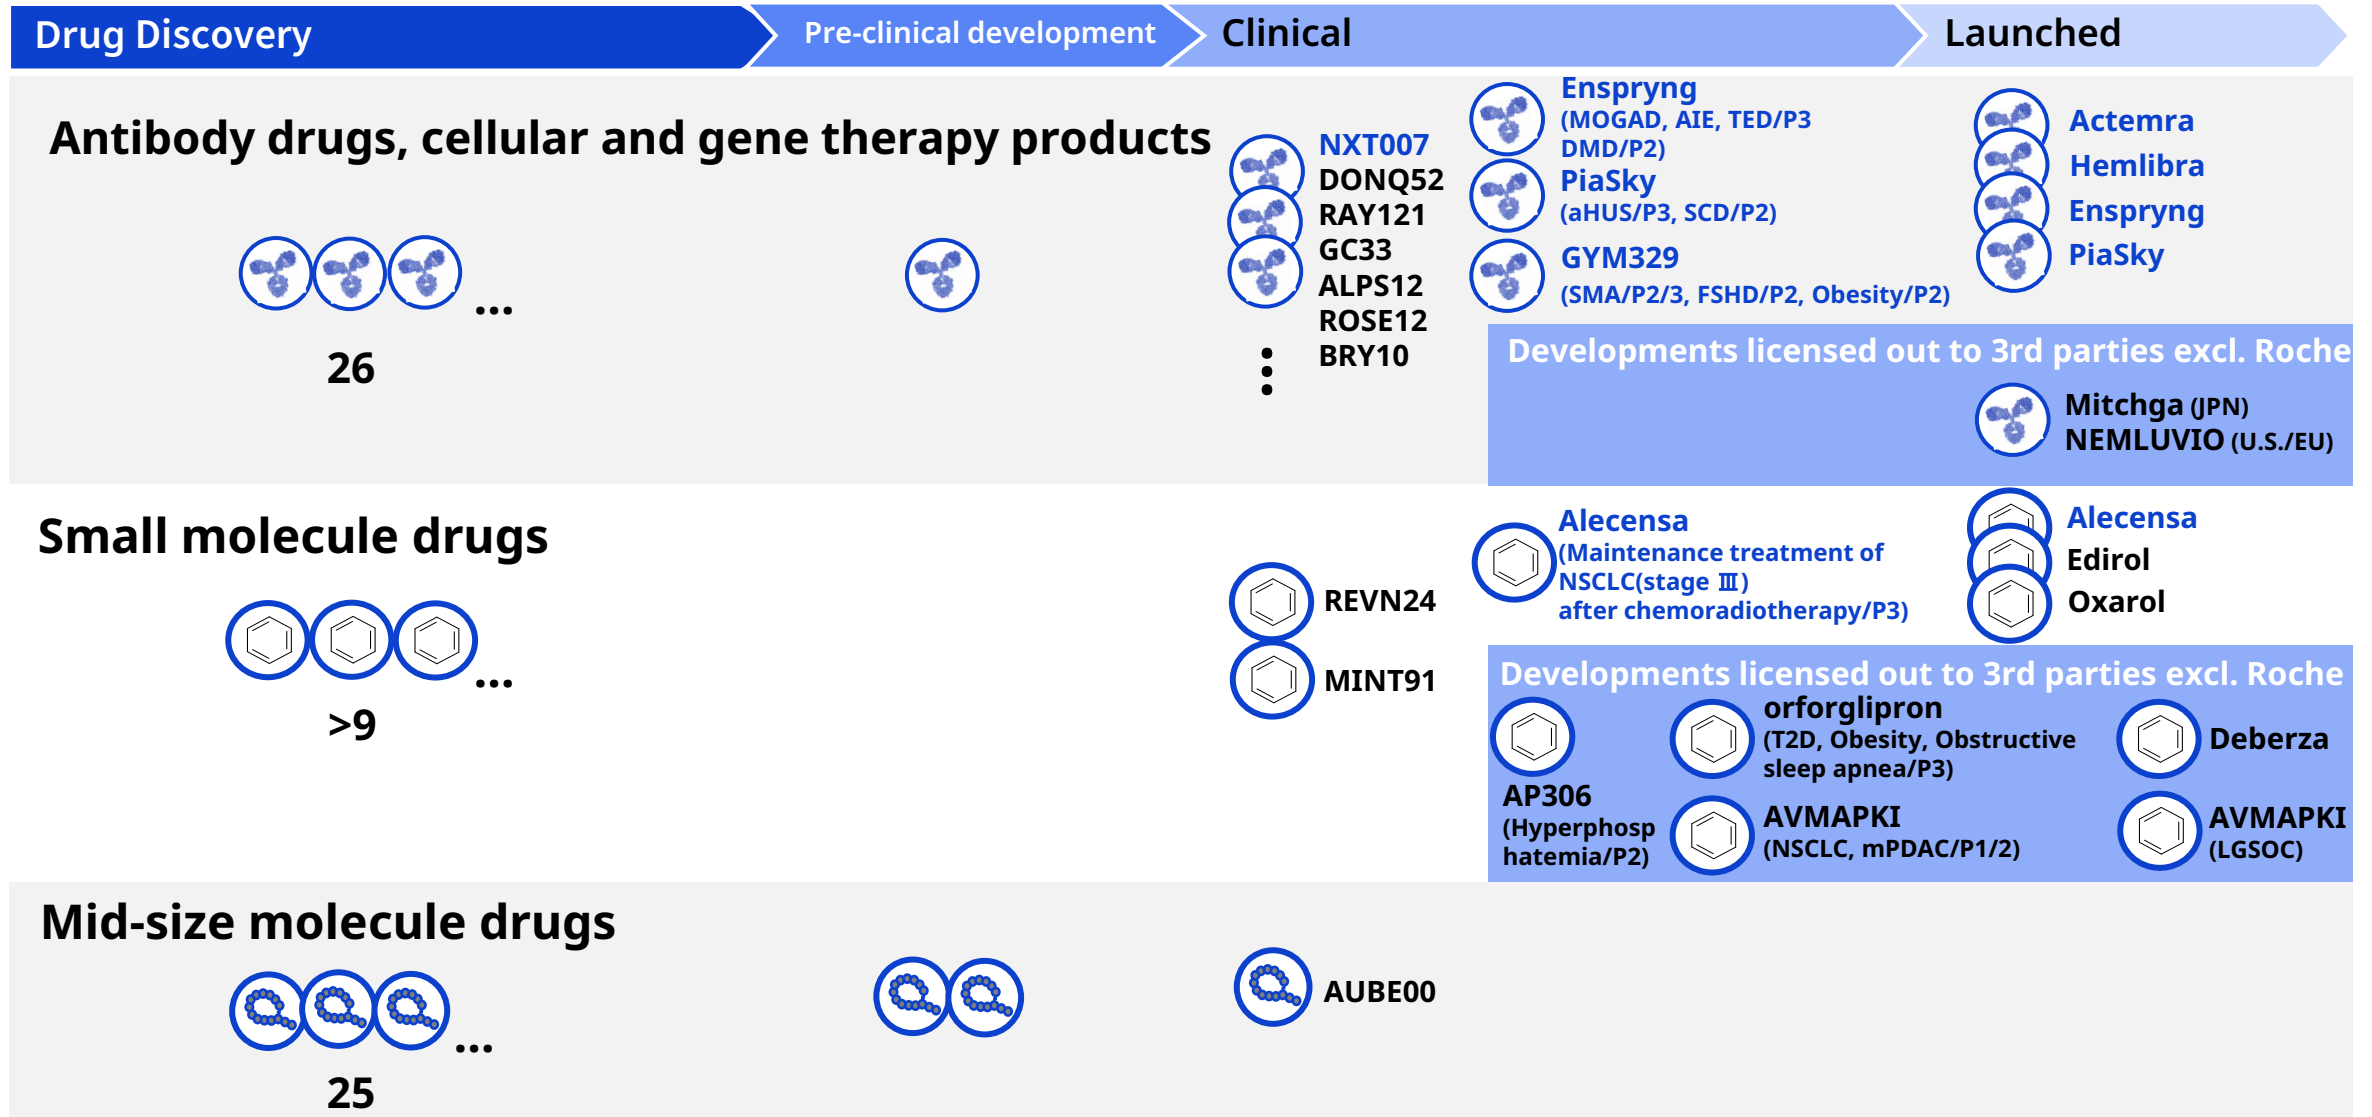 Drug Discovery
Pre-clinical development
Clinical
Launched
Antibody drugs, cellular and gene therapy products
...
26
NXT007
DONQ52
RAY121
GC33
ALPS12
ROSE12
BRY10
Enspryng
(MOGAD, AIE, TED/P3
DMD/P2)
PiaSky
(aHUS/P3, SCD/P2)
GYM329
(SMA/P2/3, FSHD/P2, Obesity/P2)
Actemra
Hemlibra
Enspryng
PiaSky
Developments licensed out to 3rd parties excl. Roche
Mitchga (JPN)
NEMLUVIO (U.S./EU)
Small molecule drugs
...
>9
REVN24
MINT91
Alecensa
(Maintenance treatment of
NSCLC(stage Ⅲ)
after chemoradiotherapy/P3)
Alecensa
Edirol
Oxarol
Developments licensed out to 3rd parties excl. Roche
AP306
(Hyperphosp
hatemia/P2)
orforglipron
(T2D, Obesity, Obstructive
sleep apnea/P3)
AVMAPKI
(NSCLC, mPDAC/P1/2)
Deberza
AVMAPKI
(LGSOC)
Mid-size molecule drugs
...
25
AUBE00